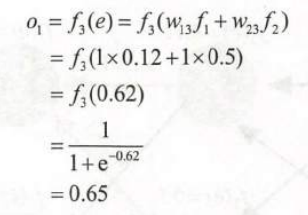 o₁ = f₃(e) = f₃(w₁₃f₁ + w₂₃f₂)
= f₃(1×0.12+1×0.5)
= f₃(0.62)
= 1 / (1+e^-0.62)
= 0.65